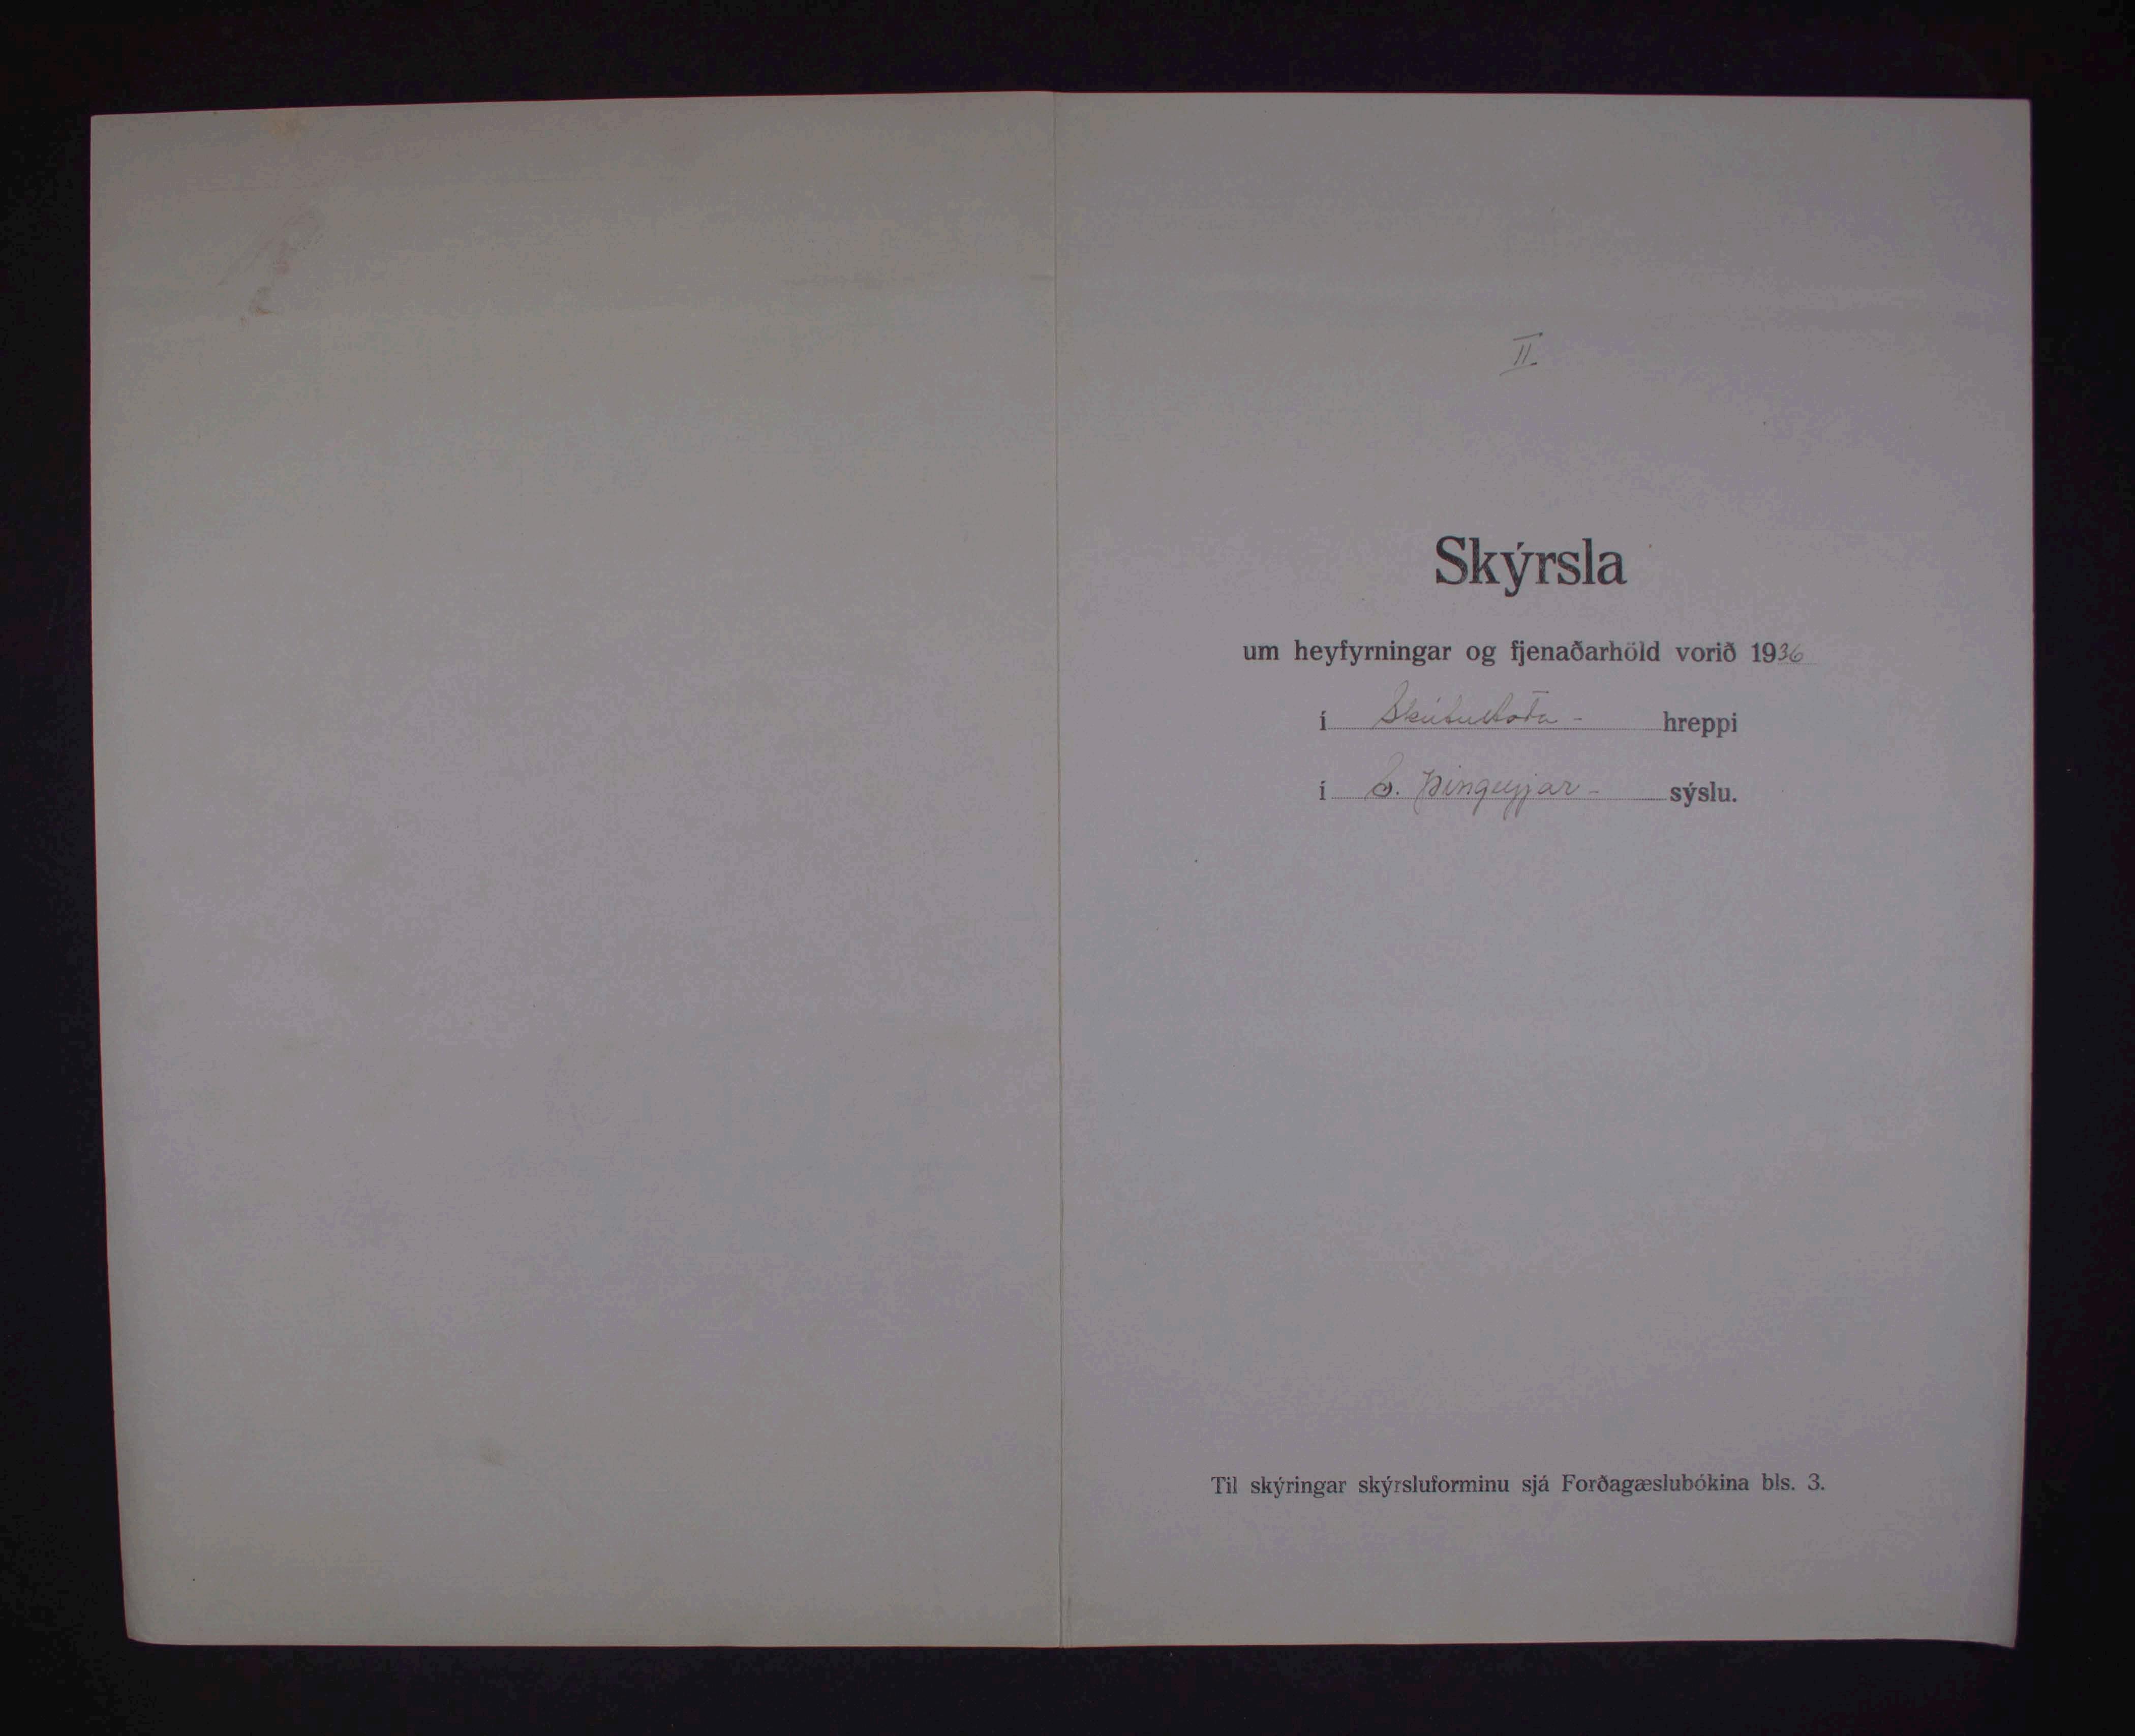 II
Skýrsla
um heyfyrningar og fjenaðarhöld vorið 1936
í Skútustaða- hreppi
í S. Þingeyjar- sýslu.
Til skýringar skýrsluforminu sjá Forðagæslubókina bls. 3.